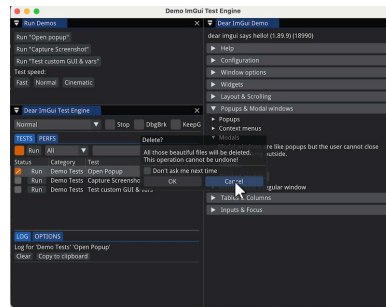 Demo ImGui Test Engine
Run Demos
Run "Open popup"
Run "Capture Screenshot"
Run "Test custom GUI & vars"
Test speed:
Fast Normal Cinematic
Dear ImGui Test Engine
Normal Stop DbgBrk KeepG
TESTS PERFS
Run All
Status Category Test
Run Demo Tests Open Popup
Run Demo Tests Capture Screensho
Run Demo Tests Test custom GUI &
LOG OPTIONS
Log for 'Demo Tests' 'Open Popup'
Clear Copy to clipboard
Dear ImGui Demo
dear imgui says hello! (1.89.9) (18990)
Help
Configuration
Window options
Widgets
Layout & Scrolling
Popups & Modal windows
Popups
Context menus
Modals
are like popups but the user cannot close
outside.
Delete?
All those beautiful files will be deleted.
This operation cannot be undone!
Don't ask me next time
OK Cancel
gular window
Tables & Columns
Inputs & Focus